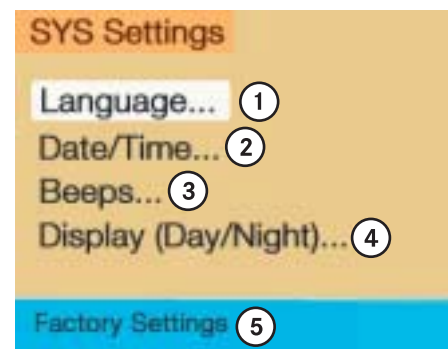 SYS Settings
Language... 1
Date/Time... 2
Beeps... 3
Display (Day/Night)... 4
Factory Settings 5